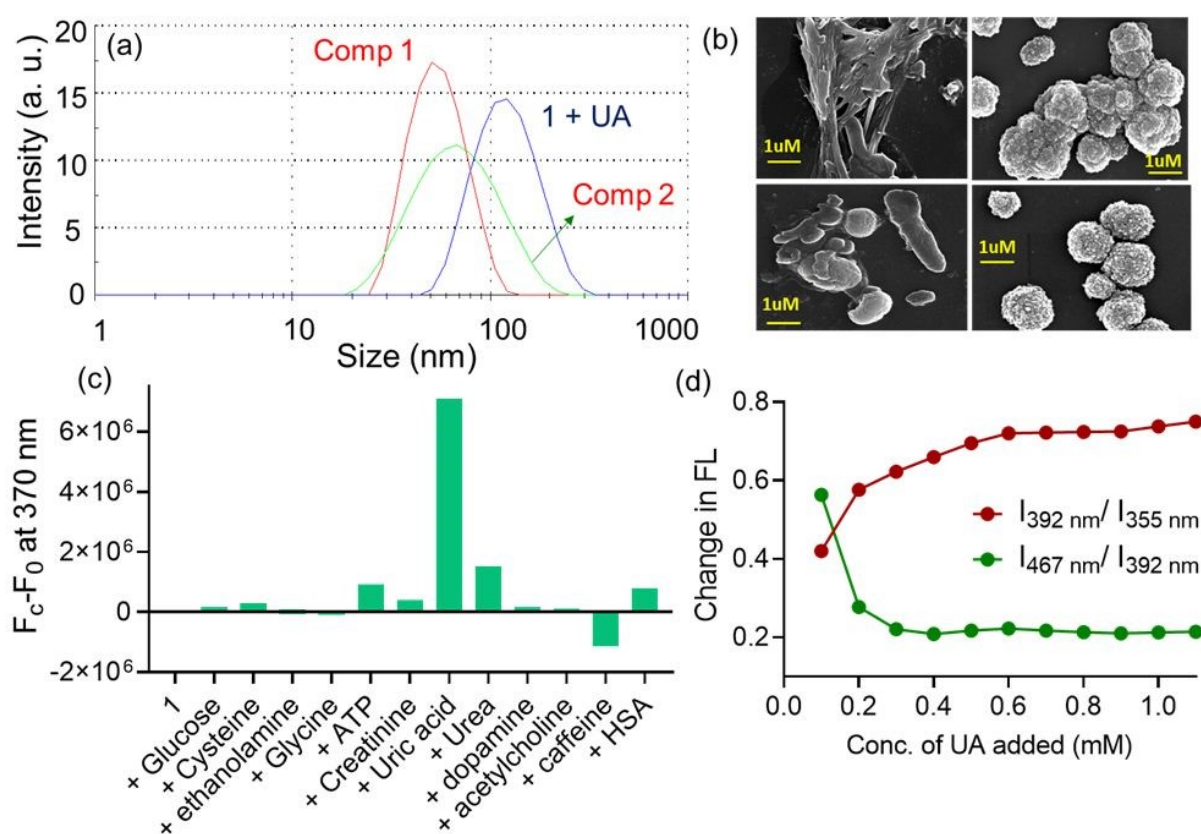 (a)
Comp 1
1 + UA
Comp 2
Intensity (a. u.)
20
15
10
5
0
1
10
100
1000
Size (nm)
(b)
1uM
1uM
1uM
1uM
(c)
F_c-F_0 at 370 nm
6×10⁶
4×10⁶
2×10⁶
0
-2×10⁶
1
+ Glucose
+ Cysteine
+ ethanolamine
+ Glycine
+ ATP
+ Creatinine
+ Uric acid
+ Urea
+ dopamine
+ acetylcholine
+ caffeine
+ HSA
(d)
Change in FL
0.8
0.6
0.4
0.2
I392 nm/ I355 nm
I467 nm/ I392 nm
0.0
0.2
0.4
0.6
0.8
1.0
Conc. of UA added (mM)